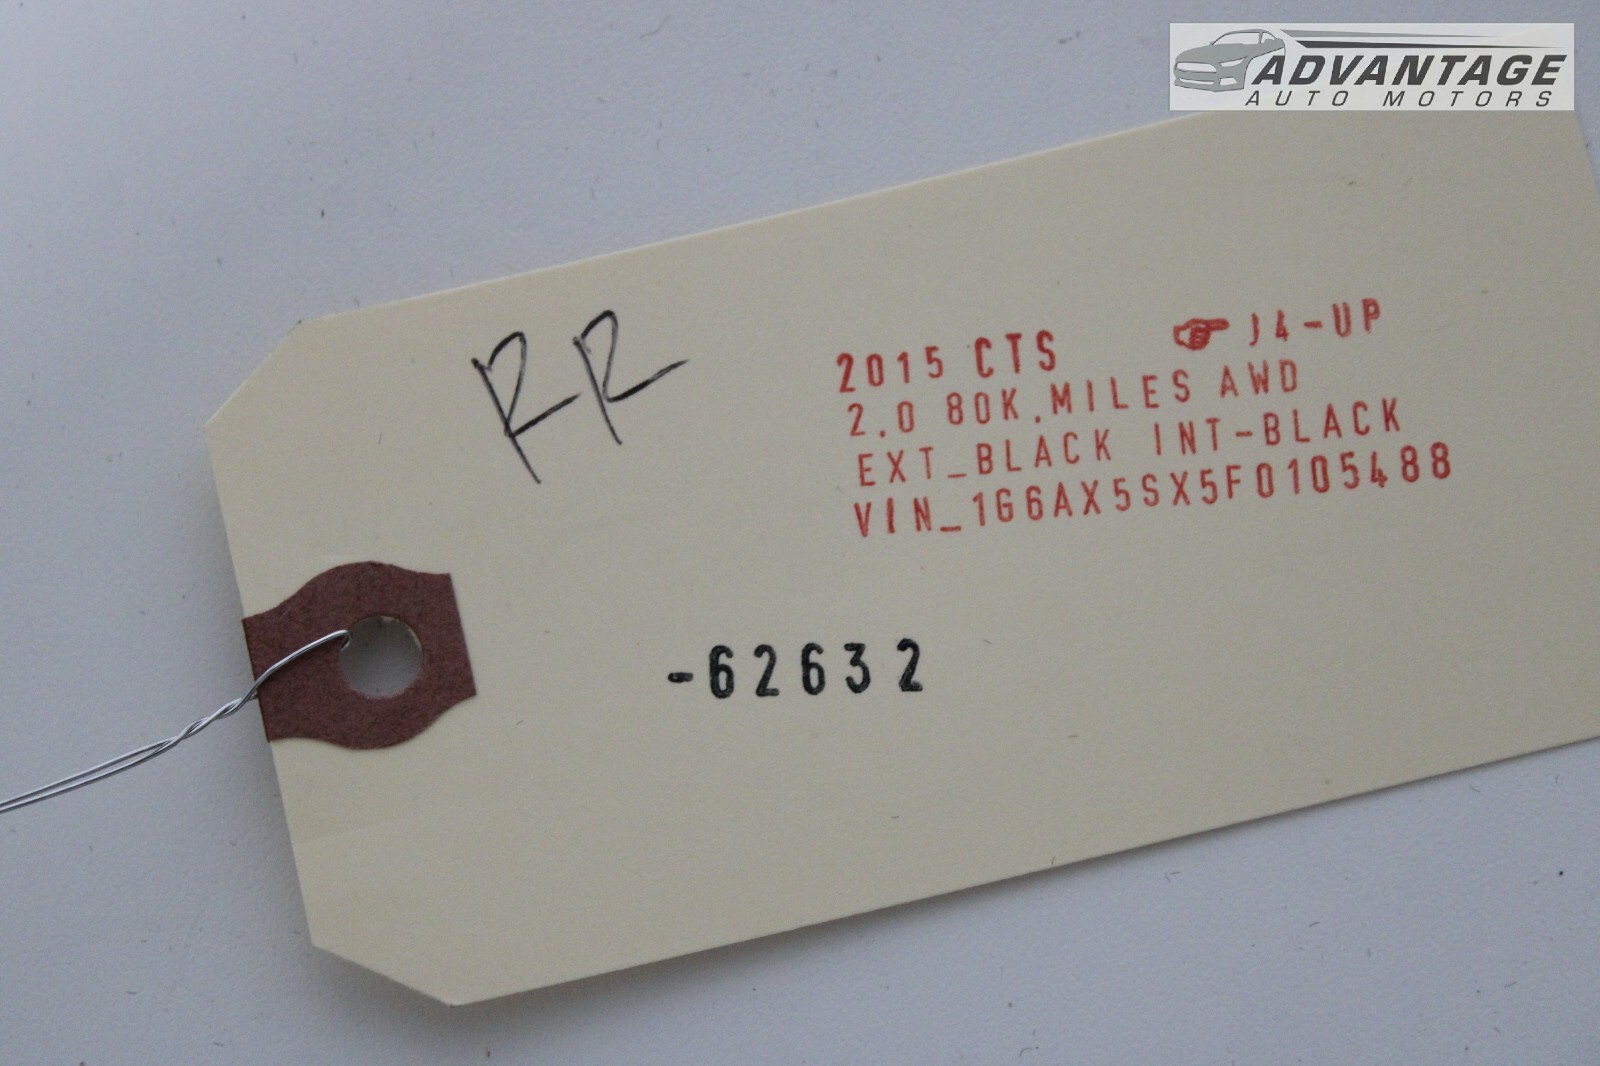 ADVANTAGE
AUTO MOTORS
RR
2015 CTS ☞ J4-UP
2.0 80K.MILES AWD
EXT_BLACK INT-BLACK
VIN_1G6AX5SX5F0105488
-62632